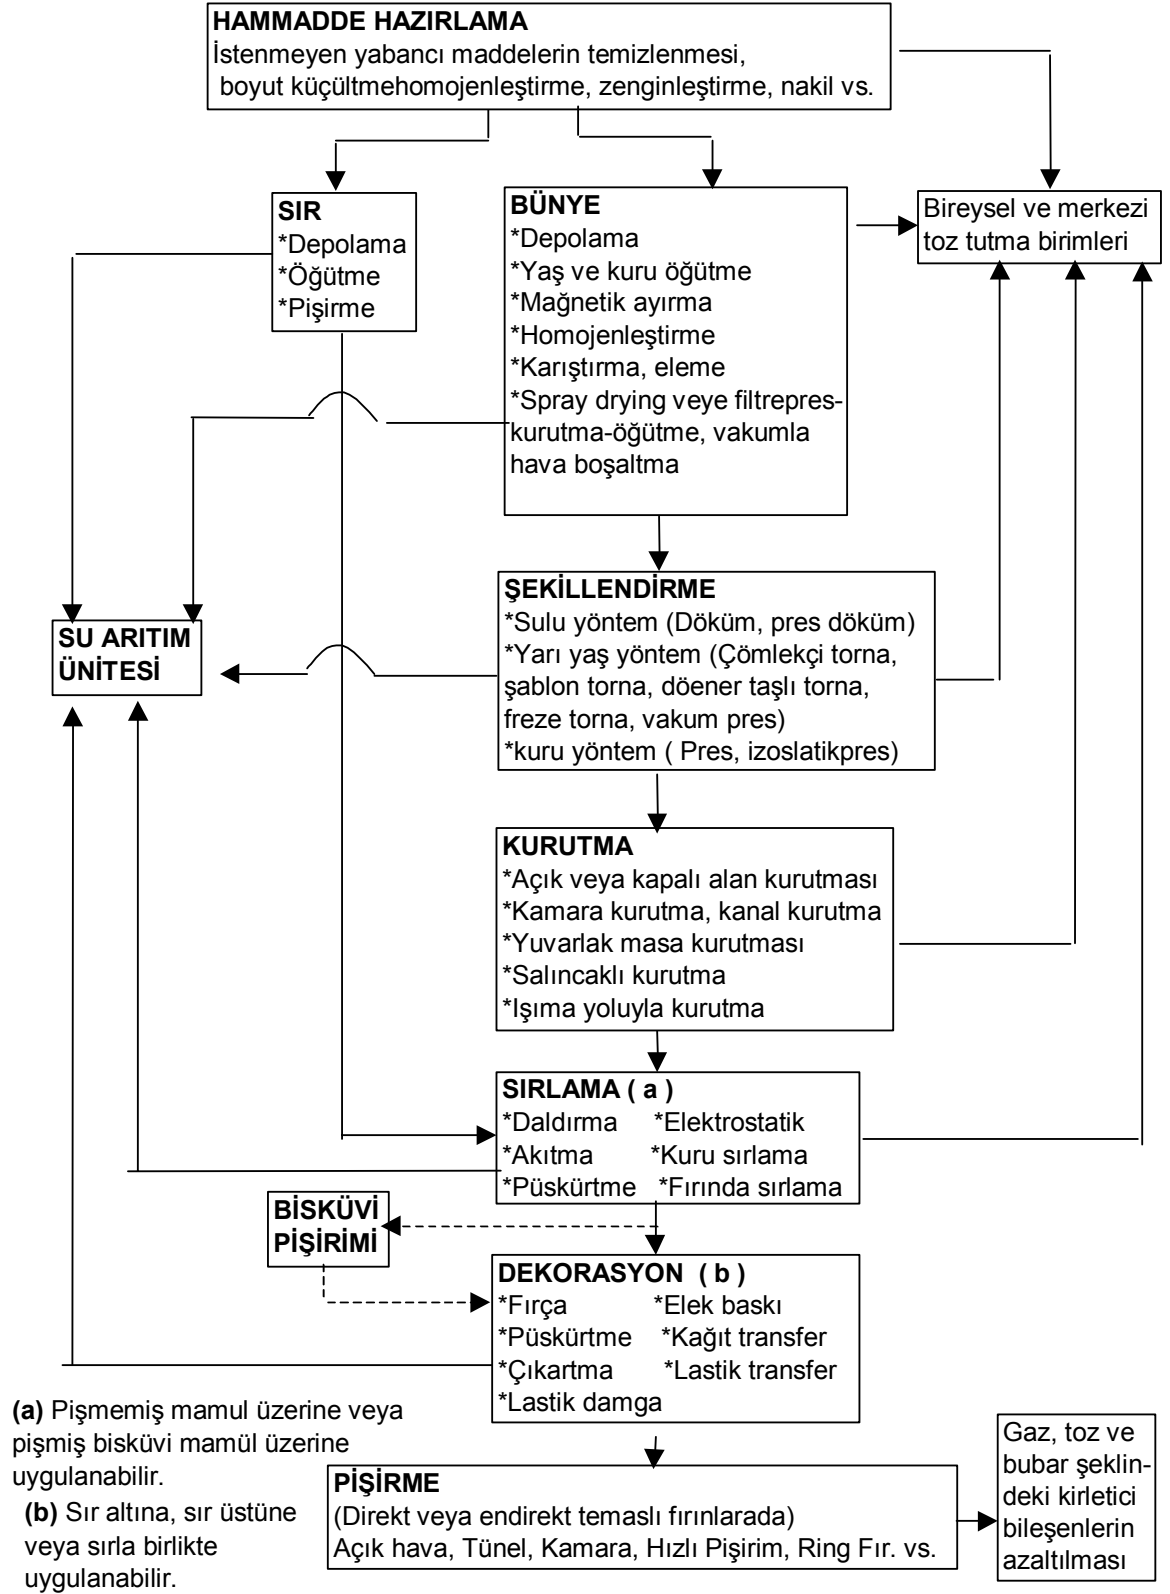 HAMMADDE HAZIRLAMA
İstenmeyen yabancı maddelerin temizlenmesi,
boyut küçültmehomojenleştirme, zenginleştirme, nakil vs.
SIR
*Depolama
*Öğütme
*Pişirme
BÜNYE
*Depolama
*Yaş ve kuru öğütme
*Mağnetik ayırma
*Homojenleştirme
*Karıştırma, eleme
*Spray drying veye filtrepres-
kurutma-öğütme, vakumla
hava boşaltma
Bireysel ve merkezi
toz tutma birimleri
SU ARITIM
ÜNİTESİ
ŞEKİLLENDİRME
*Sulu yöntem (Döküm, pres döküm)
*Yarı yaş yöntem (Çömlekçi torna,
şablon torna, döener taşlı torna,
freze torna, vakum pres)
*kuru yöntem ( Pres, izoslatikpres)
KURUTMA
*Açık veya kapalı alan kurutması
*Kamara kurutma, kanal kurutma
*Yuvarlak masa kurutması
*Salıncaklı kurutma
*Işıma yoluyla kurutma
SIRLAMA ( a )
*Daldırma *Elektrostatik
*Akıtma *Kuru sırlama
*Püskürtme *Fırında sırlama
BİSKÜVİ
PİŞİRİMİ
DEKORASYON ( b )
*Fırça *Elek baskı
*Püskürtme *Kağıt transfer
*Çıkartma *Lastik transfer
*Lastik damga
(a) Pişmemiş mamul üzerine veya
pişmiş bisküvi mamül üzerine
uygulanabilir.
(b) Sır altına, sır üstüne
veya sırla birlikte
uygulanabilir.
PİŞİRME
(Direkt veya endirekt temaslı fırınlarada)
Açık hava, Tünel, Kamara, Hızlı Pişirim, Ring Fır. vs.
Gaz, toz ve
bubar şeklin-
deki kirletici
bileşenlerin
azaltılması